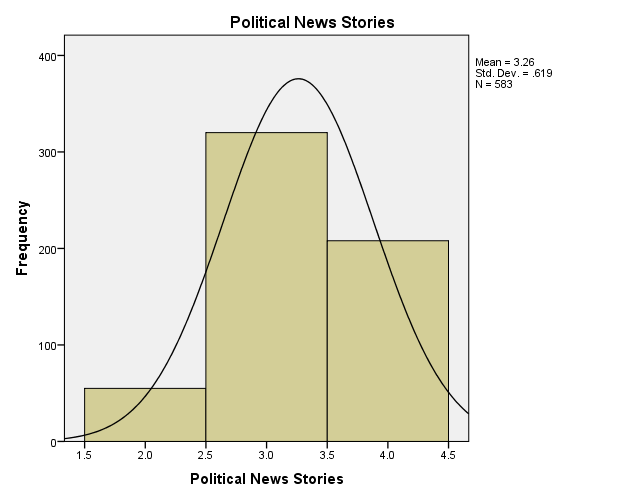 Political News Stories
Mean = 3.26
Std. Dev. = .619
N = 583
Frequency
400
300
200
100
0
1.5 2.0 2.5 3.0 3.5 4.0 4.5
Political News Stories